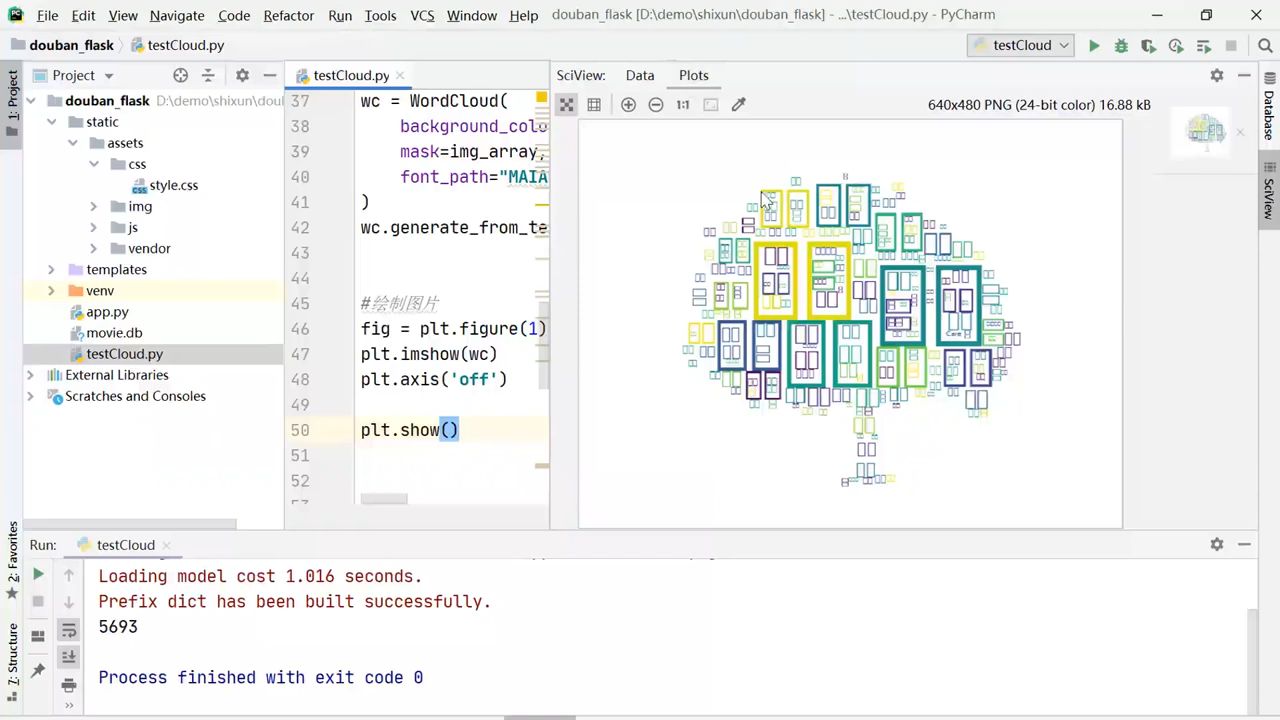 File Edit View Navigate Code Refactor Run Tools VCS Window Help douban_flask [D:\demo\shixun\douban_flask] - ...\testCloud.py - PyCharm
douban_flask testCloud.py testCloud
Project testCloud.py SciView: Data Plots
1: Project
douban_flask D:\demo\shixun\dou
static
assets
css
style.css
img
js
vendor
templates
venv
app.py
movie.db
testCloud.py
External Libraries
Scratches and Consoles
37 wc = WordCloud(
38 background_colo
39 mask=img_array,
40 font_path="MAIA
41 )
42 wc.generate_from_te
43
44
45 #绘制图片
46 fig = plt.figure(1)
47 plt.imshow(wc)
48 plt.axis('off')
49
50 plt.show()
51
52
1:1 640x480 PNG (24-bit color) 16.88 kB
Care
Database
SciView
Run: testCloud
Loading model cost 1.016 seconds.
Prefix dict has been built successfully.
5693
Process finished with exit code 0
2: Favorites
7: Structure